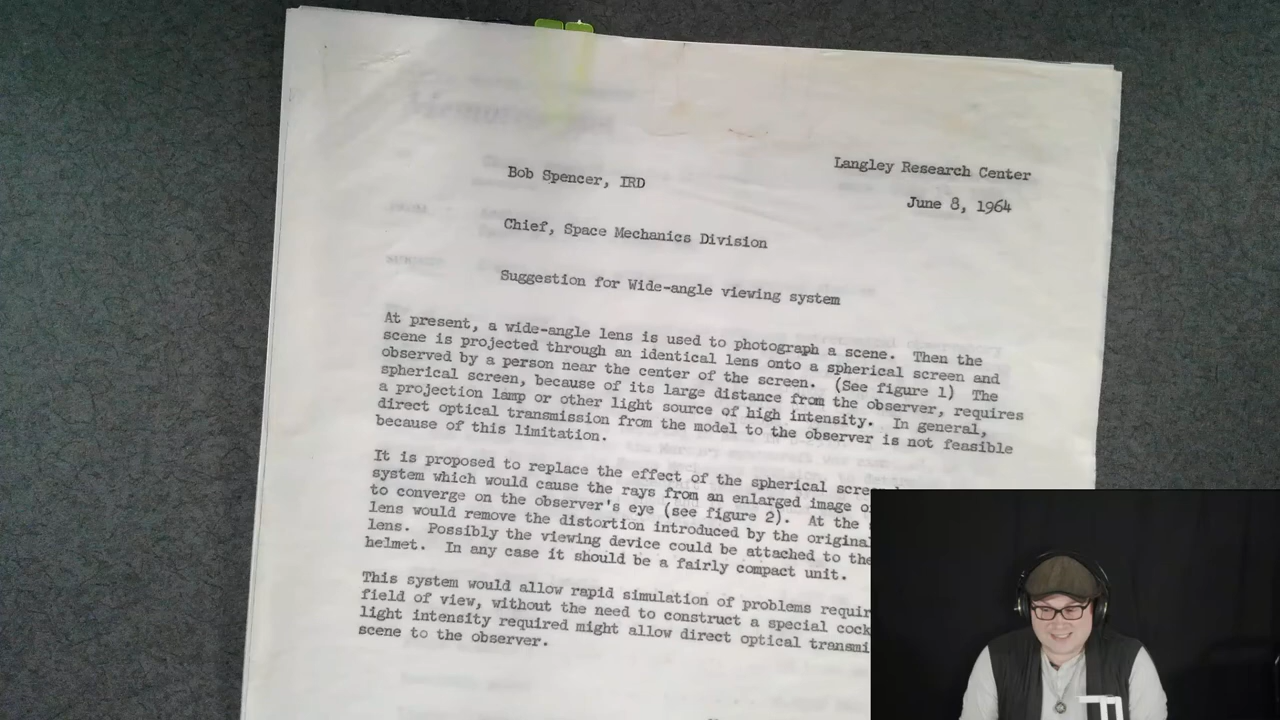 Langley Research Center
Bob Spencer, IRD
June 8, 1964
Chief, Space Mechanics Division
Suggestion for Wide-angle viewing system
At present, a wide-angle lens is used to photograph a scene. Then the
scene is projected through an identical lens onto a spherical screen and
observed by a person near the center of the screen. (See figure 1) The
spherical screen, because of its large distance from the observer, requires
a projection lamp or other light source of high intensity. In general,
direct optical transmission from the model to the observer is not feasible
because of this limitation.
It is proposed to replace the effect of the spherical screen
system which would cause the rays from an enlarged image
to converge on the observer's eye (see figure 2). At the
lens would remove the distortion introduced by the original
lens. Possibly the viewing device could be attached to the
helmet. In any case it should be a fairly compact unit.
This system would allow rapid simulation of problems
field of view, without the need to construct a special
light intensity required might allow direct optical
scene to the observer.